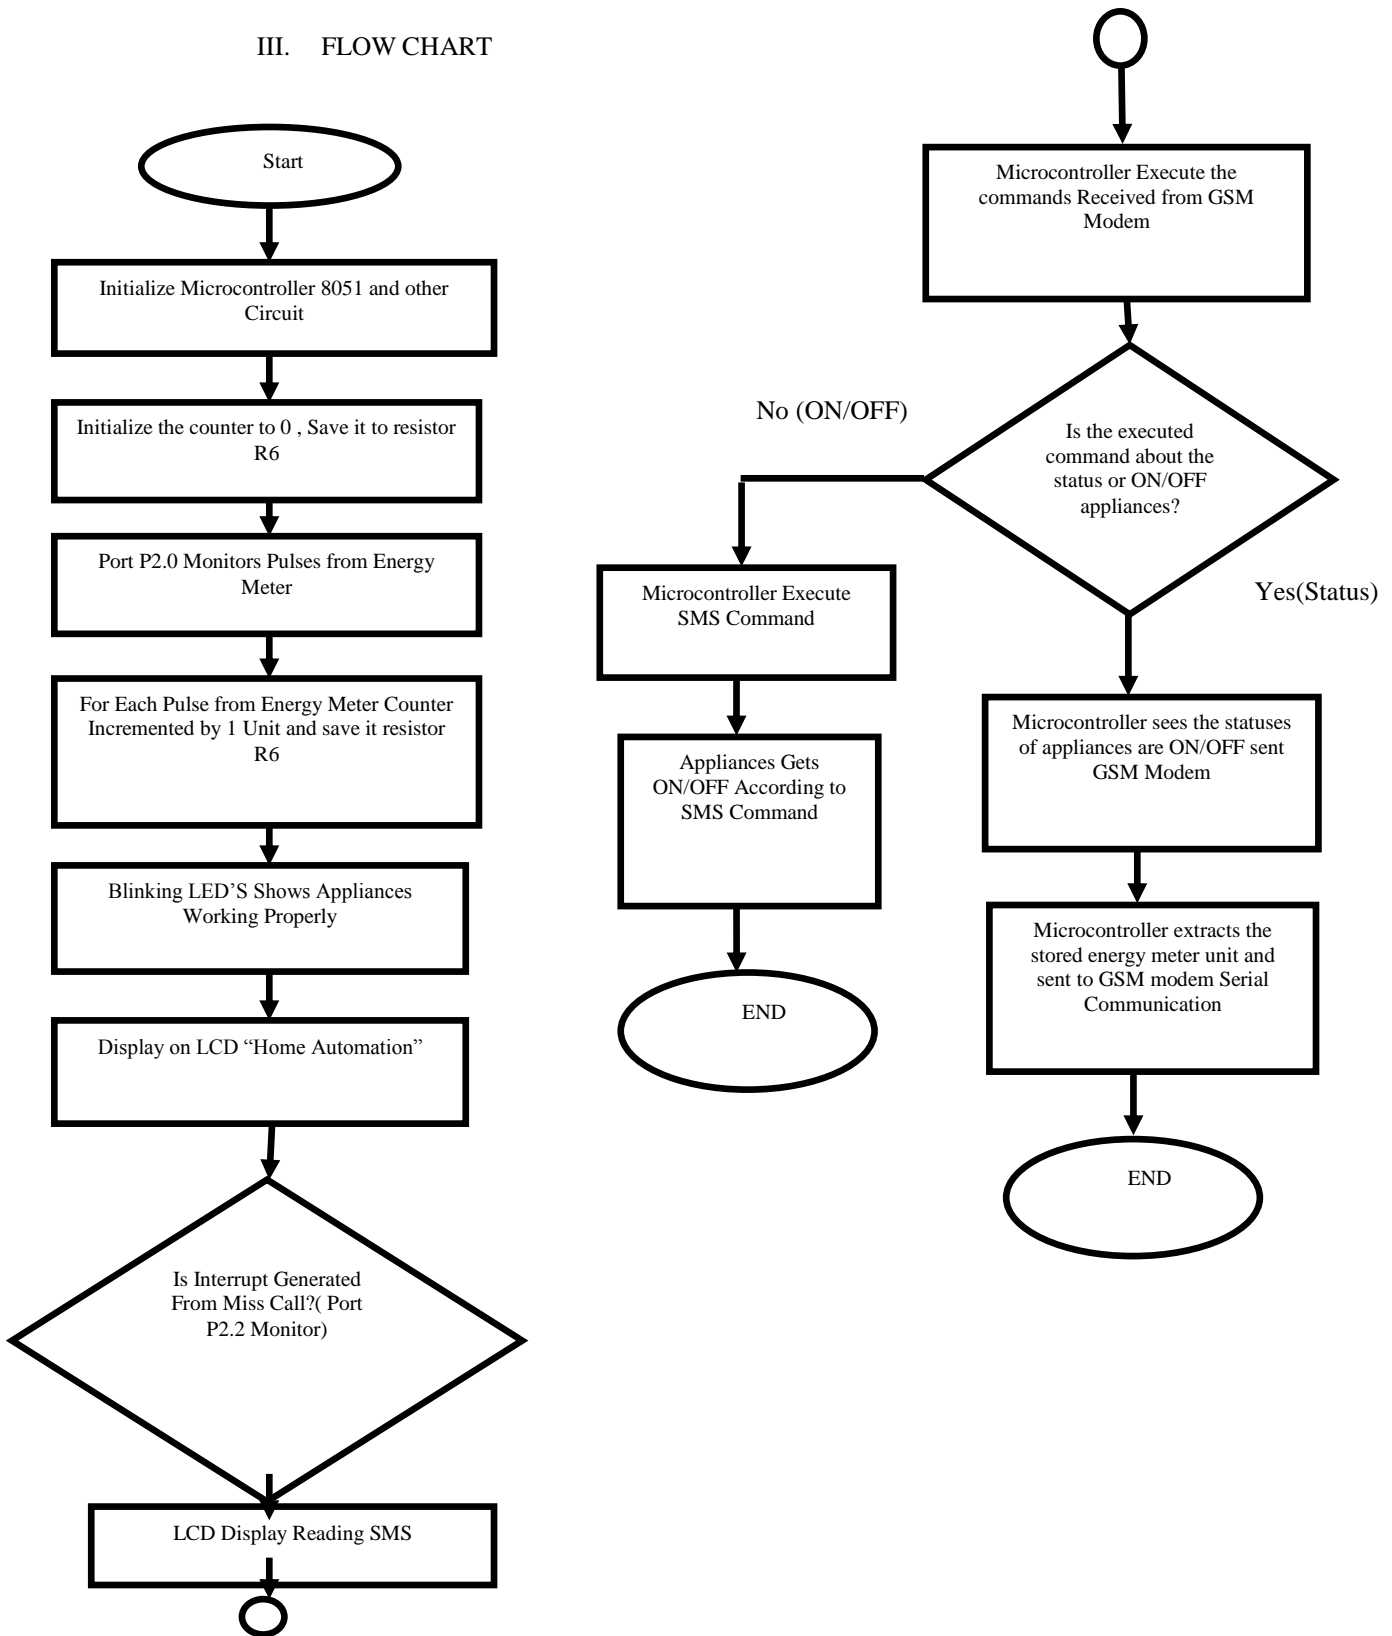 III. FLOW CHART
Start
Initialize Microcontroller 8051 and other
Circuit
Initialize the counter to 0 , Save it to resistor
R6
Port P2.0 Monitors Pulses from Energy
Meter
For Each Pulse from Energy Meter Counter
Incremented by 1 Unit and save it resistor
R6
Blinking LED’S Shows Appliances
Working Properly
Display on LCD “Home Automation”
Is Interrupt Generated
From Miss Call?( Port
P2.2 Monitor)
LCD Display Reading SMS
Microcontroller Execute the
commands Received from GSM
Modem
Is the executed
command about the
status or ON/OFF
appliances?
No (ON/OFF)
Microcontroller Execute
SMS Command
Appliances Gets
ON/OFF According to
SMS Command
END
Yes(Status)
Microcontroller sees the statuses
of appliances are ON/OFF sent
GSM Modem
Microcontroller extracts the
stored energy meter unit and
sent to GSM modem Serial
Communication
END